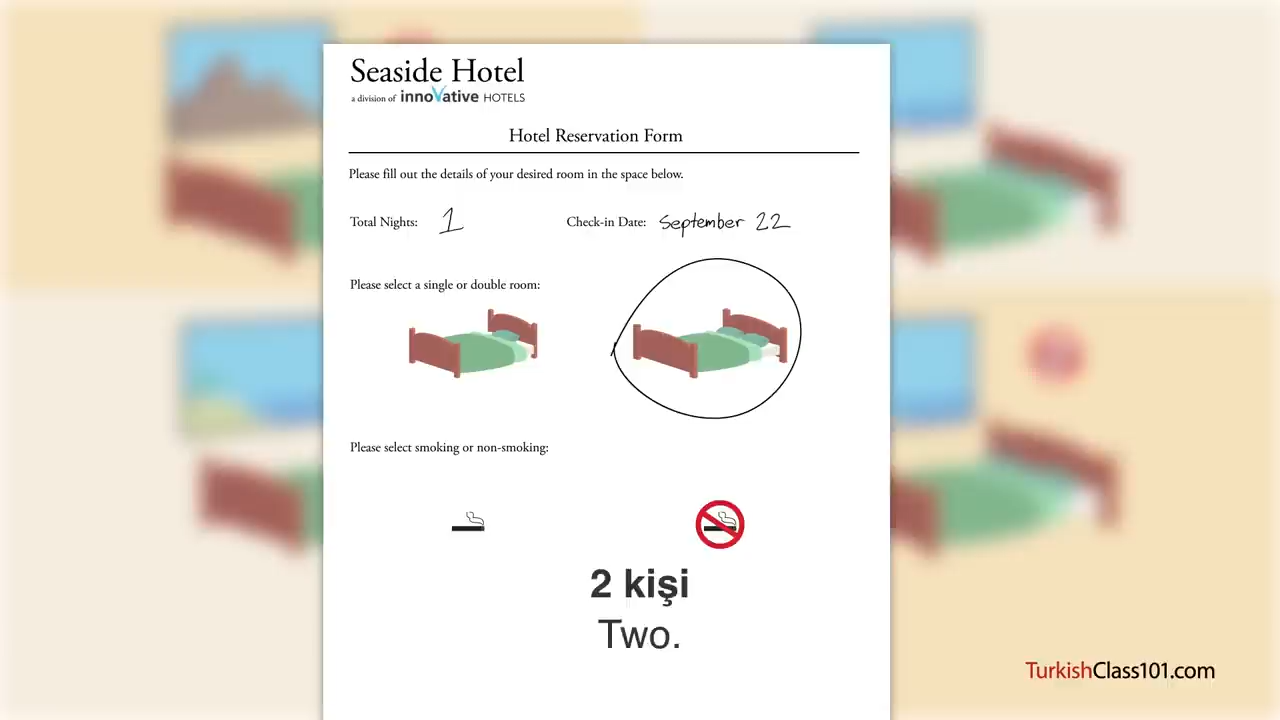 Seaside Hotel
a division of innoVative HOTELS
Hotel Reservation Form
Please fill out the details of your desired room in the space below.
Total Nights: 1 Check-in Date: September 22
Please select a single or double room:
Please select smoking or non-smoking:
2 kişi
Two.
TurkishClass101.com